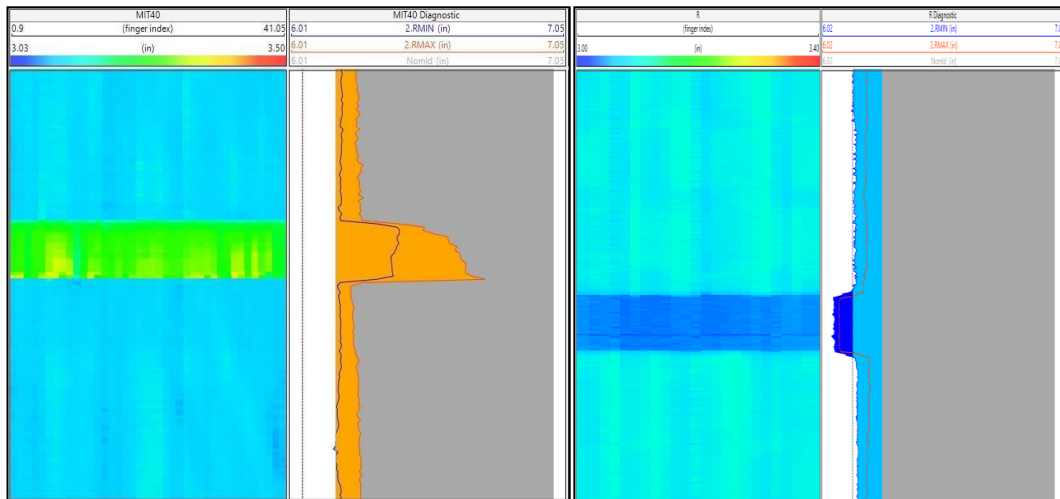 MIT40
0.9 (finger index) 41.05
3.03 (in) 3.50
MIT40 Diagnostic
6.01 2.RMIN (in) 7.05
6.01 2.RMAX (in) 7.05
6.01 NomId (in) 7.05
R
(finger index)
3.00 (in) 3.40
R Diagnostic
6.02 2.RMIN (in)
6.02 2.RMAX (in)
6.02 NomId (in)